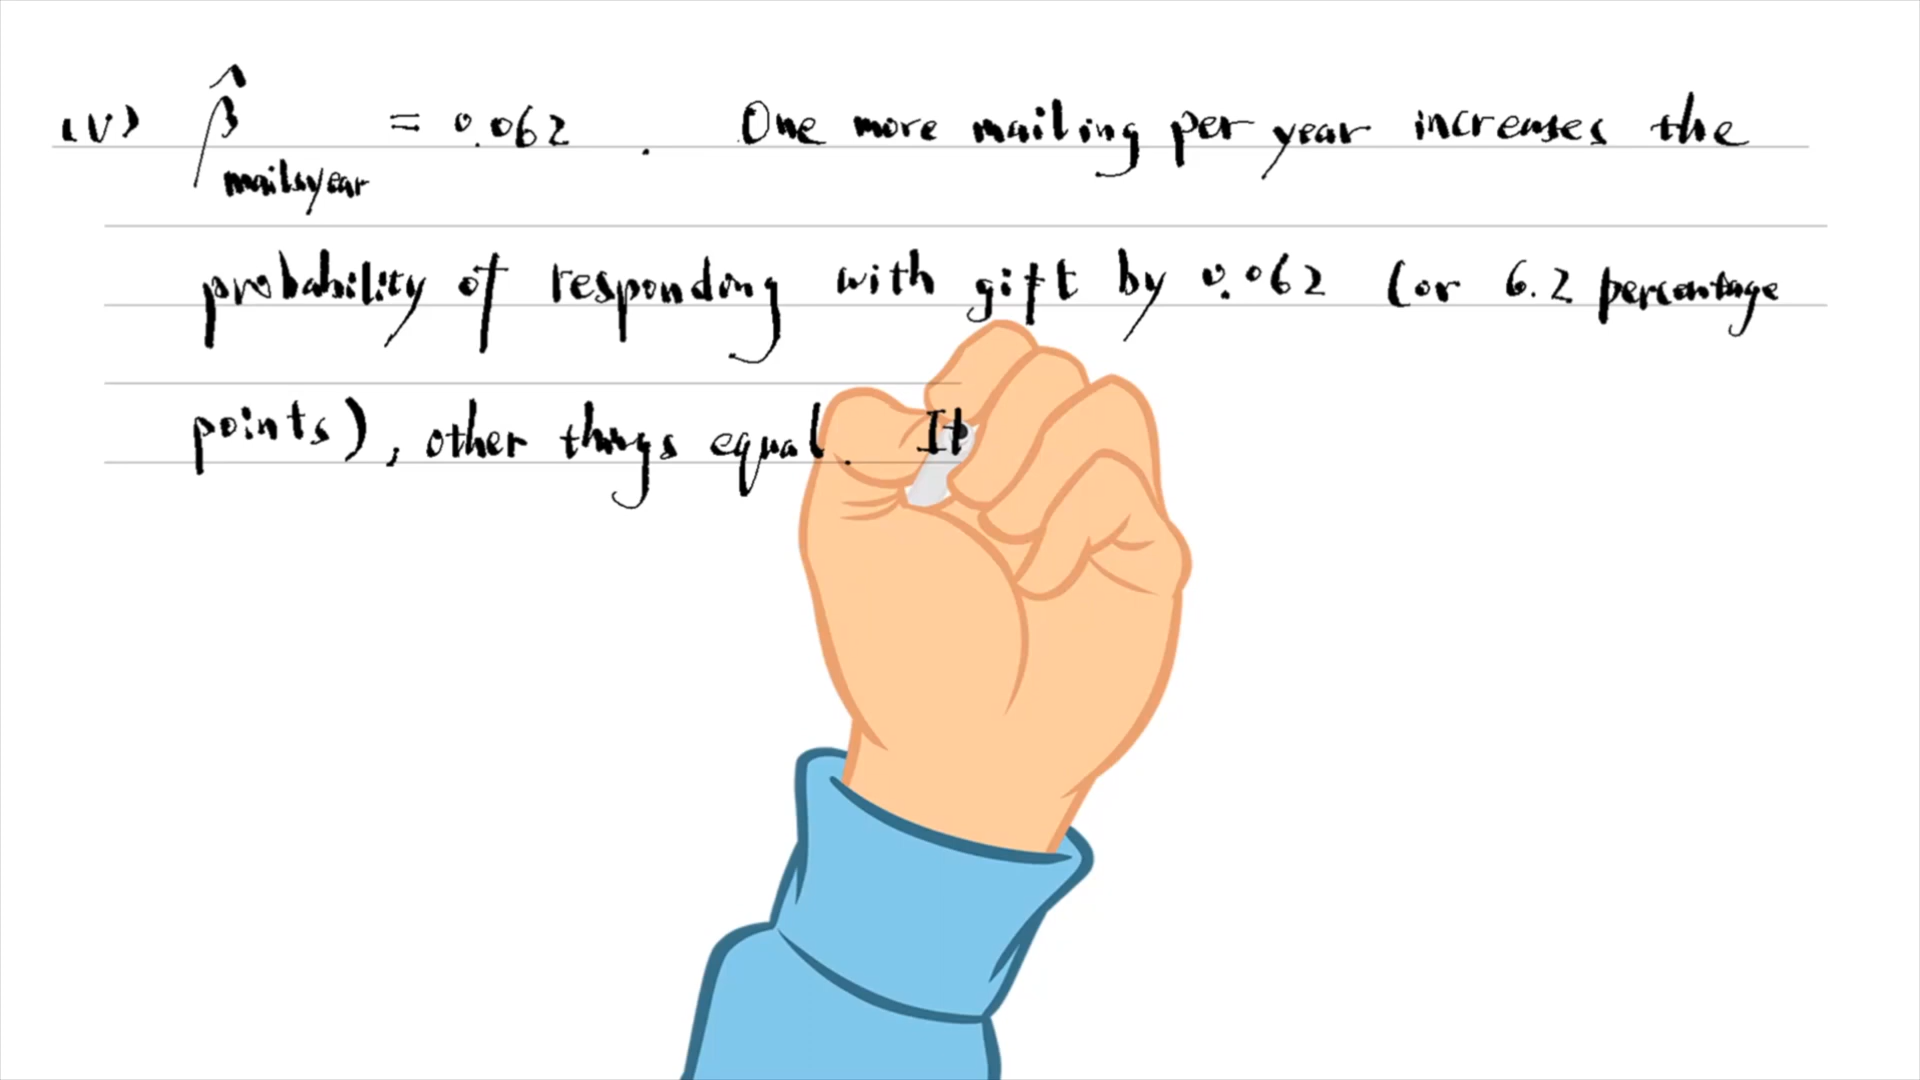 (V) β̂ mailsyear = 0.062 . One more mailing per year increases the
probability of responding with gift by 0.062 (or 6.2 percentage
points), other things equal. It